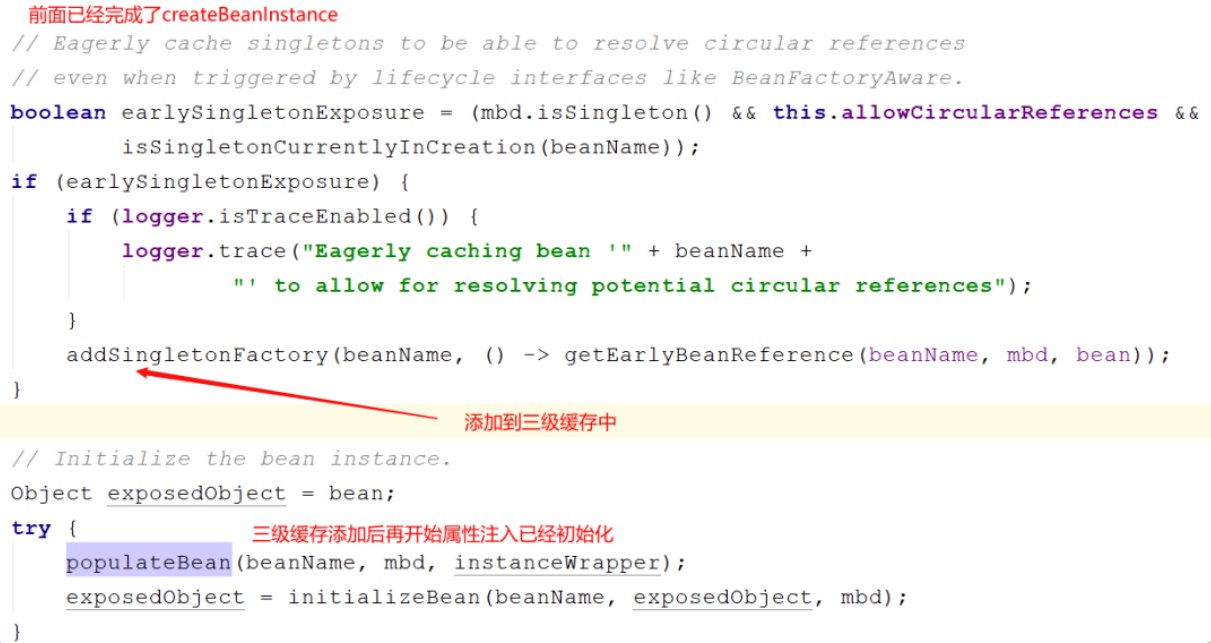 前面已经完成了createBeanInstance
// Eagerly cache singletons to be able to resolve circular references
// even when triggered by lifecycle interfaces like BeanFactoryAware.
boolean earlySingletonExposure = (mbd.isSingleton() && this.allowCircularReferences &&
        isSingletonCurrentlyInCreation(beanName));
if (earlySingletonExposure) {
    if (logger.isTraceEnabled()) {
        logger.trace("Eagerly caching bean '" + beanName +
                "' to allow for resolving potential circular references");
    }
    addSingletonFactory(beanName, () -> getEarlyBeanReference(beanName, mbd, bean));
}
添加到三级缓存中
// Initialize the bean instance.
Object exposedObject = bean;
try {
三级缓存添加后再开始属性注入已经初始化
    populateBean(beanName, mbd, instanceWrapper);
    exposedObject = initializeBean(beanName, exposedObject, mbd);
}